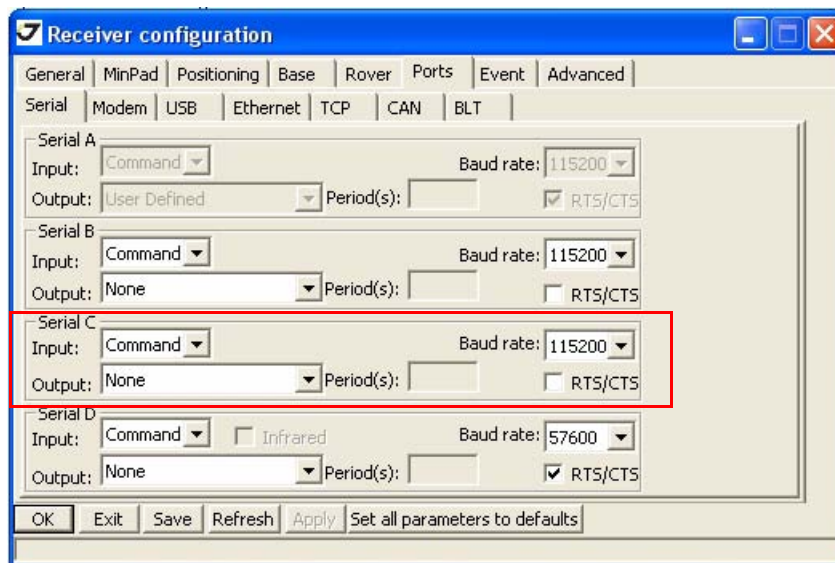 Receiver configuration
General MinPad Positioning Base Rover Ports Event Advanced
Serial Modem USB Ethernet TCP CAN BLT
Serial A
Input: Command Baud rate: 115200
Output: User Defined Period(s): RTS/CTS
Serial B
Input: Command Baud rate: 115200
Output: None Period(s): RTS/CTS
Serial C
Input: Command Baud rate: 115200
Output: None Period(s): RTS/CTS
Serial D
Input: Command Infrared Baud rate: 57600
Output: None Period(s): RTS/CTS
OK Exit Save Refresh Apply Set all parameters to defaults